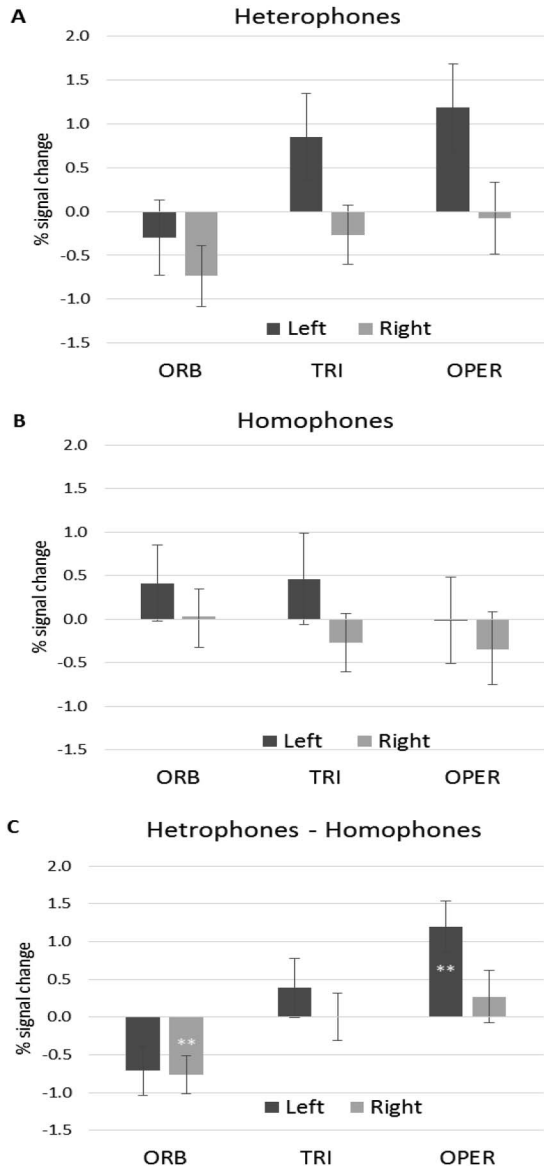 A
Heterophones
2.0
1.5
1.0
0.5
0.0
-0.5
-1.0
-1.5
% signal change
Left Right
ORB TRI OPER
B
Homophones
2.0
1.5
1.0
0.5
0.0
-0.5
-1.0
-1.5
% signal change
Left Right
ORB TRI OPER
C
Hetrophones - Homophones
2.0
1.5
1.0
0.5
0.0
-0.5
-1.0
-1.5
% signal change
**
**
Left Right
ORB TRI OPER